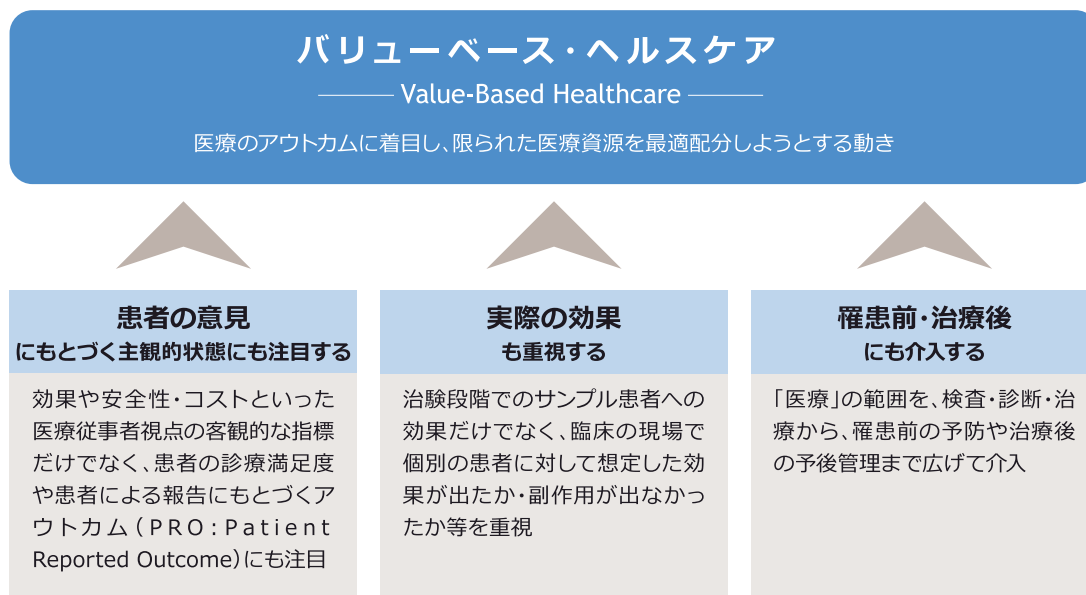 バリューベース・ヘルスケア
Value-Based Healthcare
医療のアウトカムに着目し、限られた医療資源を最適配分しようとする動き
患者の意見
にもとづく主観的状態にも注目する
効果や安全性・コストといった
医療従事者視点の客観的な指標
だけでなく、患者の診療満足度
や患者による報告にもとづくア
ウトカム（PRO：Patient
Reported Outcome）にも注目
実際の効果
も重視する
治験段階でのサンプル患者への
効果だけでなく、臨床の現場で
個別の患者に対して想定した効
果が出たか・副作用が出なかっ
たか等を重視
罹患前・治療後
にも介入する
「医療」の範囲を、検査・診断・治
療から、罹患前の予防や治療後
の予後管理まで広げて介入